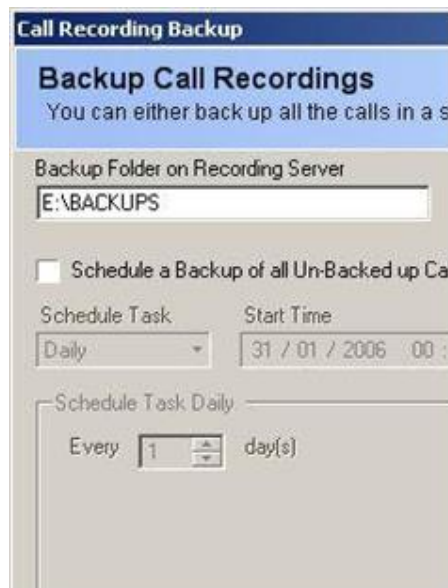 Call Recording Backup
Backup Call Recordings
You can either back up all the calls in a s
Backup Folder on Recording Server
E:\BACKUPS
Schedule a Backup of all Un-Backed up Ca
Schedule Task Start Time
Daily 31 / 01 / 2006 00 :
Schedule Task Daily
Every 1 day(s)